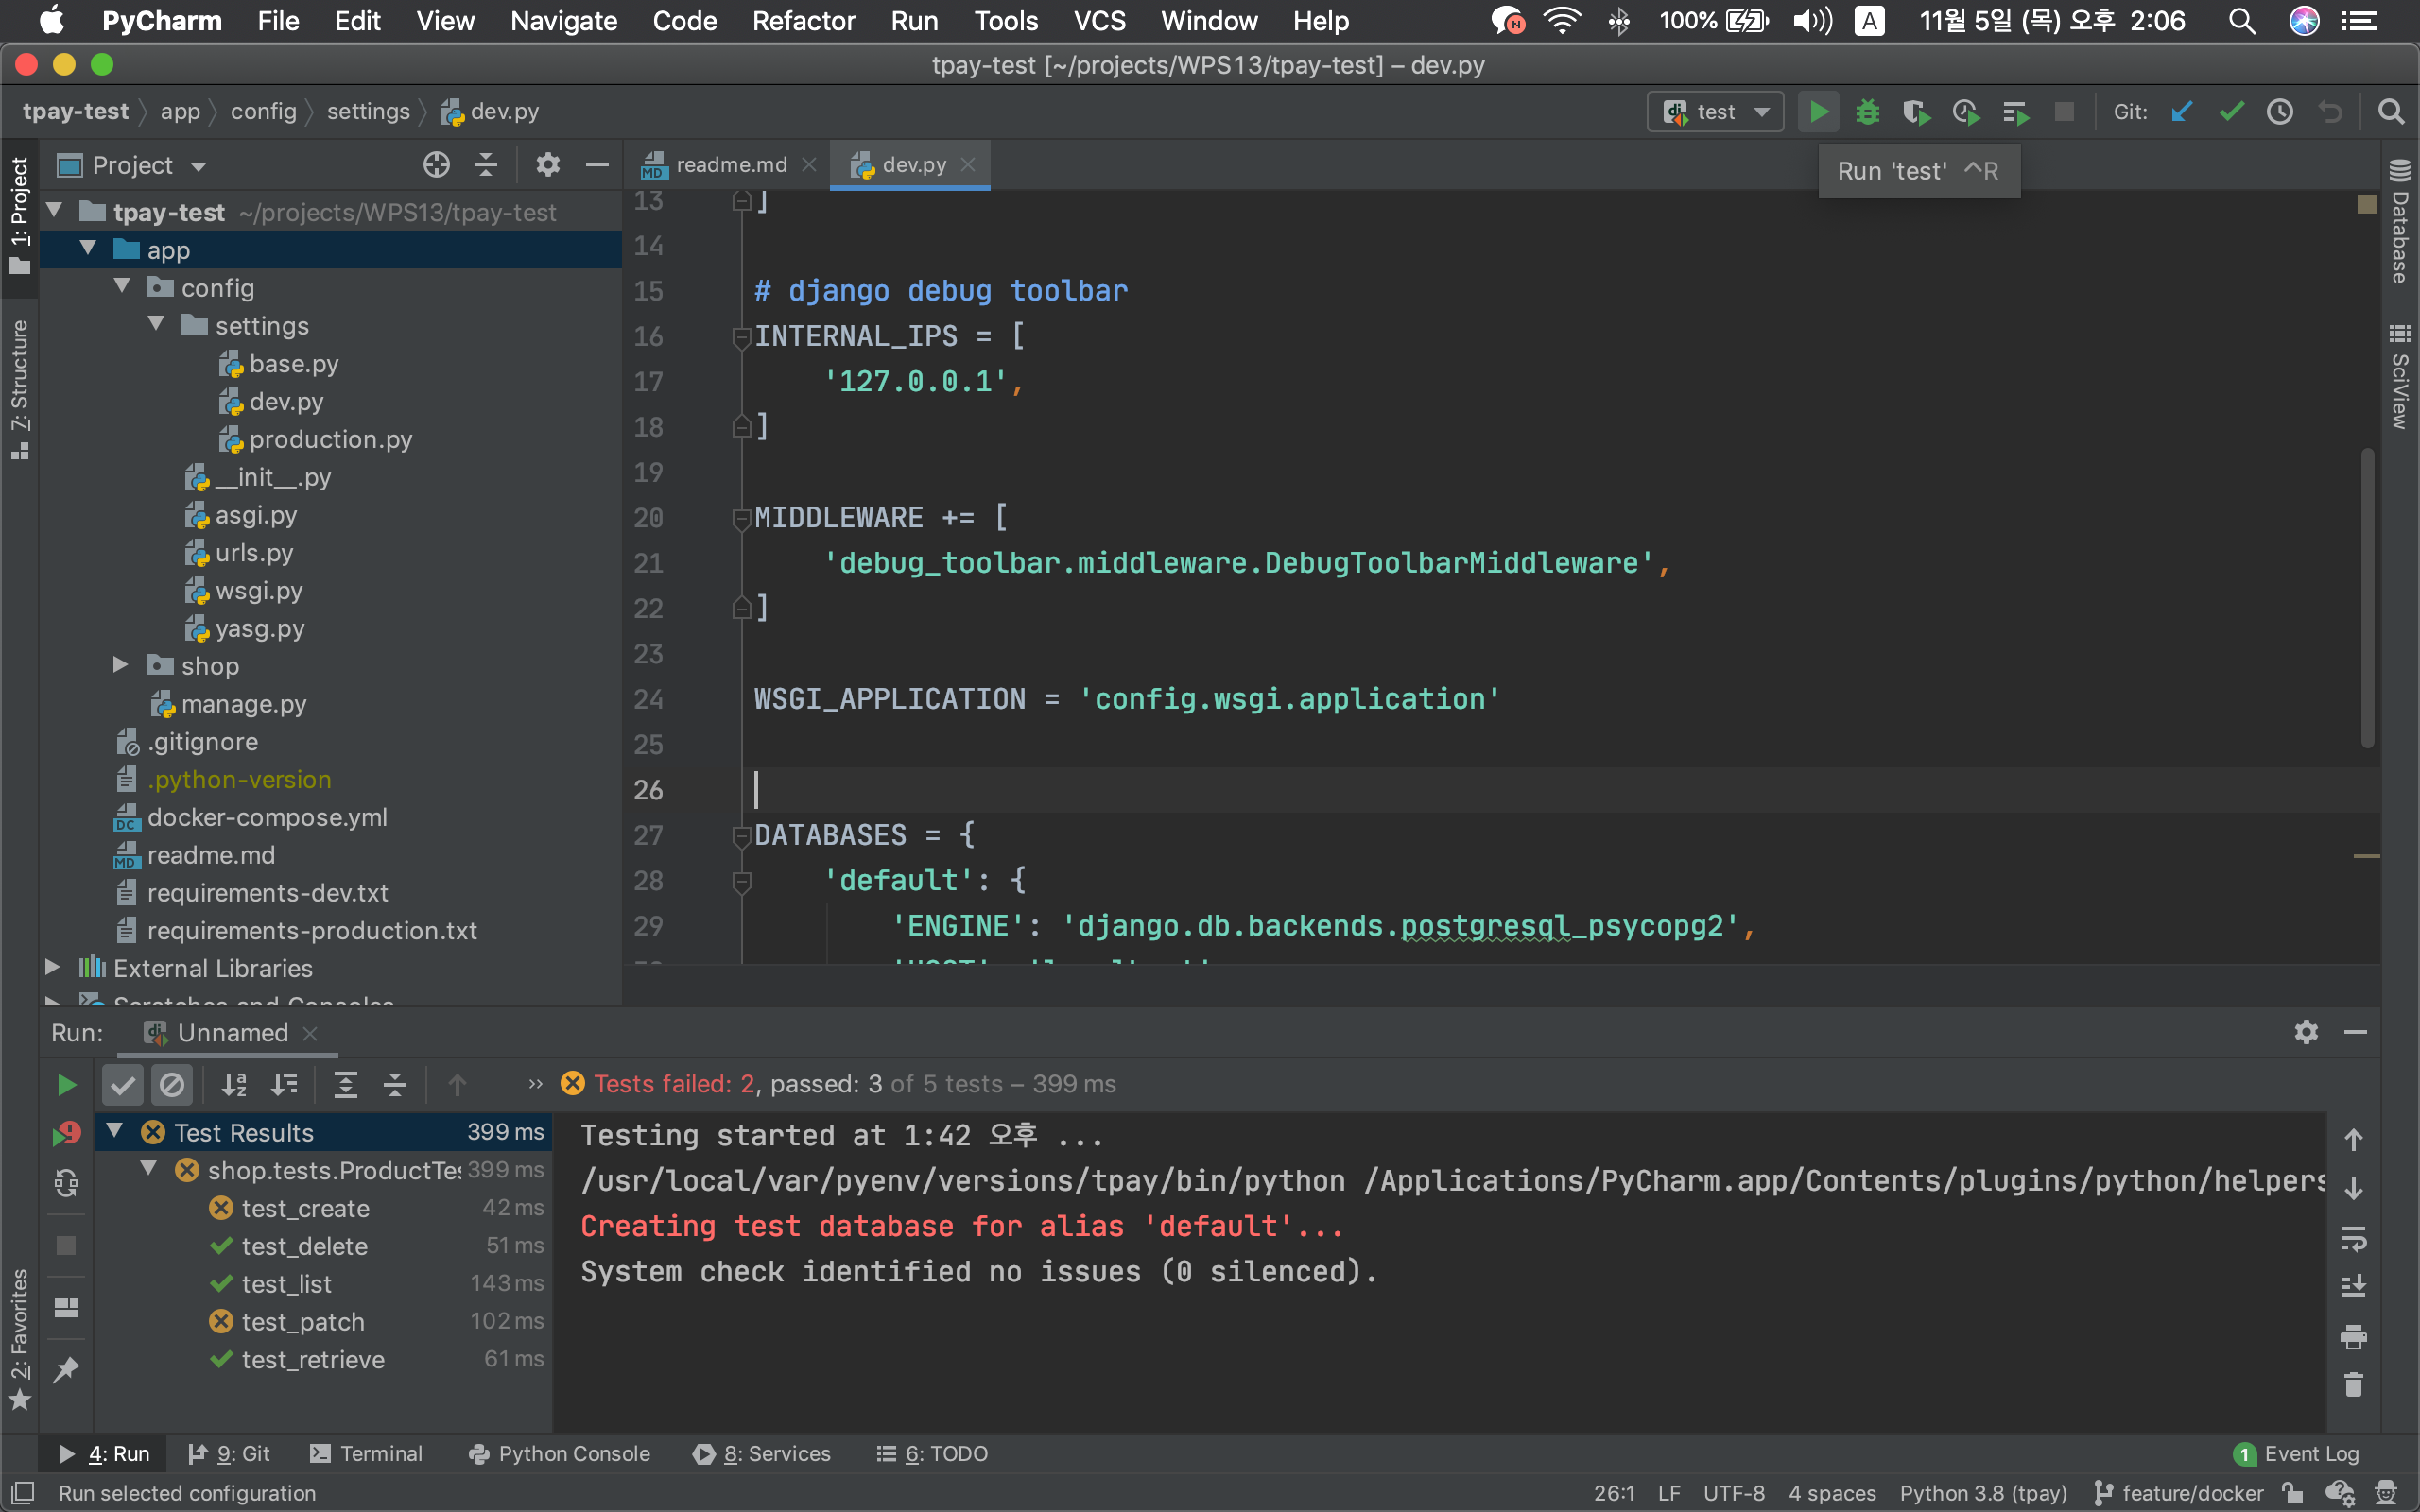 PyCharm File Edit View Navigate Code Refactor Run Tools VCS Window Help N 100% A 11월 5일 (목) 오후 2:06
tpay-test [~/projects/WPS13/tpay-test] – dev.py
tpay-test app config settings dev.py test Git:
Run 'test' ^R
1: Project
7: Structure
2: Favorites
Project
tpay-test ~/projects/WPS13/tpay-test
app
config
settings
base.py
dev.py
production.py
__init__.py
asgi.py
urls.py
wsgi.py
yasg.py
shop
manage.py
.gitignore
.python-version
docker-compose.yml
readme.md
requirements-dev.txt
requirements-production.txt
External Libraries
Scratches and Consoles
readme.md dev.py
13 ]
14
15 # django debug toolbar
16 INTERNAL_IPS = [
17 '127.0.0.1',
18 ]
19
20 MIDDLEWARE += [
21 'debug_toolbar.middleware.DebugToolbarMiddleware',
22 ]
23
24 WSGI_APPLICATION = 'config.wsgi.application'
25
26
27 DATABASES = {
28 'default': {
29 'ENGINE': 'django.db.backends.postgresql_psycopg2',
Database
SciView
Run: Unnamed
Tests failed: 2, passed: 3 of 5 tests – 399 ms
Test Results 399 ms
shop.tests.ProductTes 399 ms
test_create 42 ms
test_delete 51 ms
test_list 143 ms
test_patch 102 ms
test_retrieve 61 ms
Testing started at 1:42 오후 ...
/usr/local/var/pyenv/versions/tpay/bin/python /Applications/PyCharm.app/Contents/plugins/python/helpers
Creating test database for alias 'default'...
System check identified no issues (0 silenced).
4: Run 9: Git Terminal Python Console 8: Services 6: TODO 1 Event Log
Run selected configuration 26:1 LF UTF-8 4 spaces Python 3.8 (tpay) feature/docker